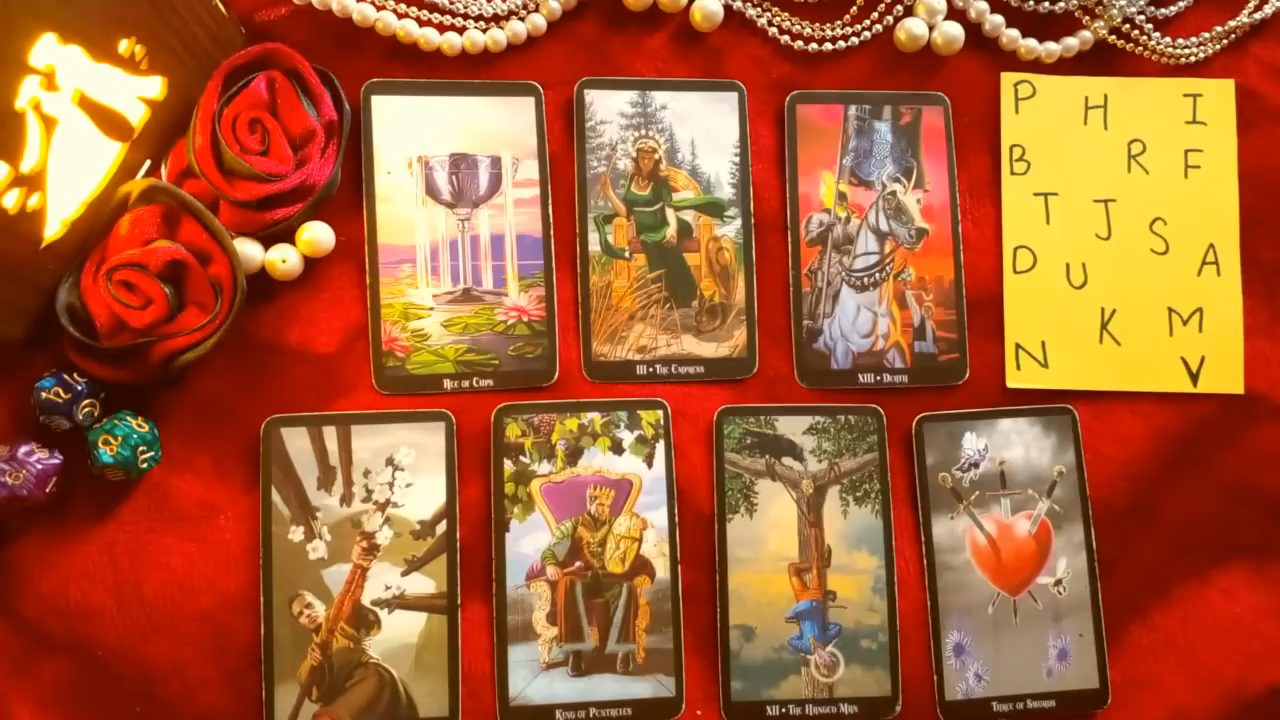 Ace of Cups
III • The Empress
XIII • Death
P H I
B R F
T J S
D U A
K M
N V
King of Pentacles
XII • The Hanged Man
Three of Swords